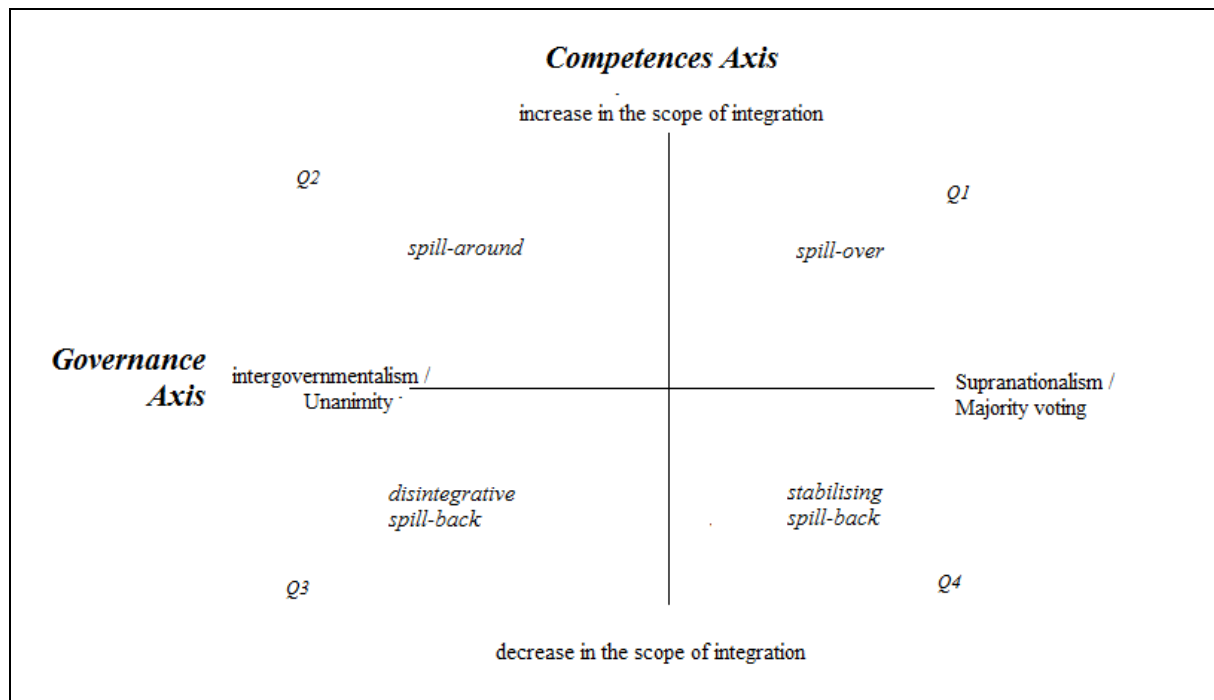 Competences Axis
increase in the scope of integration
Q2
Q1
spill-around
spill-over
Governance
Axis
intergovernmentalism /
Unanimity
Supranationalism /
Majority voting
disintegrative
spill-back
stabilising
spill-back
Q3
Q4
decrease in the scope of integration